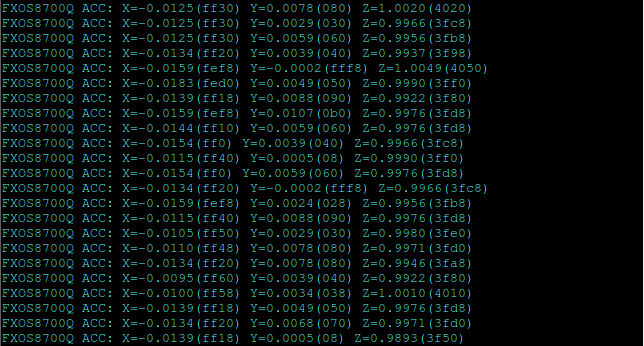 FXOS8700Q ACC: X=-0.0125(ff30) Y=0.0078(080) Z=1.0020(4020)
FXOS8700Q ACC: X=-0.0125(ff30) Y=0.0029(030) Z=0.9966(3fc8)
FXOS8700Q ACC: X=-0.0125(ff30) Y=0.0059(060) Z=0.9956(3fb8)
FXOS8700Q ACC: X=-0.0134(ff20) Y=0.0039(040) Z=0.9937(3f98)
FXOS8700Q ACC: X=-0.0159(fef8) Y=-0.0002(fff8) Z=1.0049(4050)
FXOS8700Q ACC: X=-0.0183(fed0) Y=0.0049(050) Z=0.9990(3ff0)
FXOS8700Q ACC: X=-0.0139(ff18) Y=0.0088(090) Z=0.9922(3f80)
FXOS8700Q ACC: X=-0.0159(fef8) Y=0.0107(0b0) Z=0.9976(3fd8)
FXOS8700Q ACC: X=-0.0144(ff10) Y=0.0059(060) Z=0.9976(3fd8)
FXOS8700Q ACC: X=-0.0154(ff0) Y=0.0039(040) Z=0.9966(3fc8)
FXOS8700Q ACC: X=-0.0115(ff40) Y=0.0005(08) Z=0.9990(3ff0)
FXOS8700Q ACC: X=-0.0154(ff0) Y=0.0059(060) Z=0.9976(3fd8)
FXOS8700Q ACC: X=-0.0134(ff20) Y=-0.0002(fff8) Z=0.9966(3fc8)
FXOS8700Q ACC: X=-0.0159(fef8) Y=0.0024(028) Z=0.9956(3fb8)
FXOS8700Q ACC: X=-0.0115(ff40) Y=0.0088(090) Z=0.9976(3fd8)
FXOS8700Q ACC: X=-0.0105(ff50) Y=0.0029(030) Z=0.9980(3fe0)
FXOS8700Q ACC: X=-0.0110(ff48) Y=0.0078(080) Z=0.9971(3fd0)
FXOS8700Q ACC: X=-0.0134(ff20) Y=0.0078(080) Z=0.9946(3fa8)
FXOS8700Q ACC: X=-0.0095(ff60) Y=0.0039(040) Z=0.9922(3f80)
FXOS8700Q ACC: X=-0.0100(ff58) Y=0.0034(038) Z=1.0010(4010)
FXOS8700Q ACC: X=-0.0139(ff18) Y=0.0049(050) Z=0.9976(3fd8)
FXOS8700Q ACC: X=-0.0134(ff20) Y=0.0068(070) Z=0.9971(3fd0)
FXOS8700Q ACC: X=-0.0139(ff18) Y=0.0005(08) Z=0.9893(3f50)